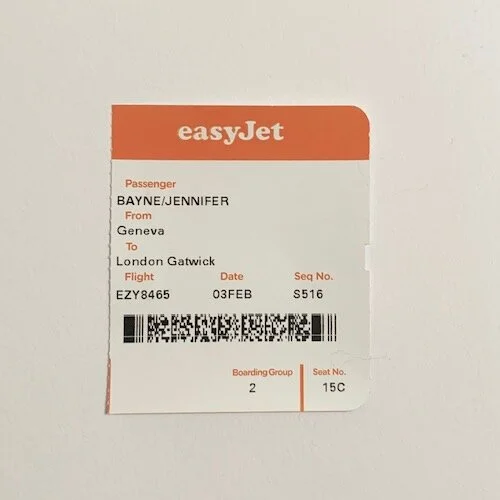 easyJet
Passenger
BAYNE/JENNIFER
From
Geneva
To
London Gatwick
Flight Date Seq No.
EZY8465 03FEB S516
Boarding Group Seat No.
2 15C